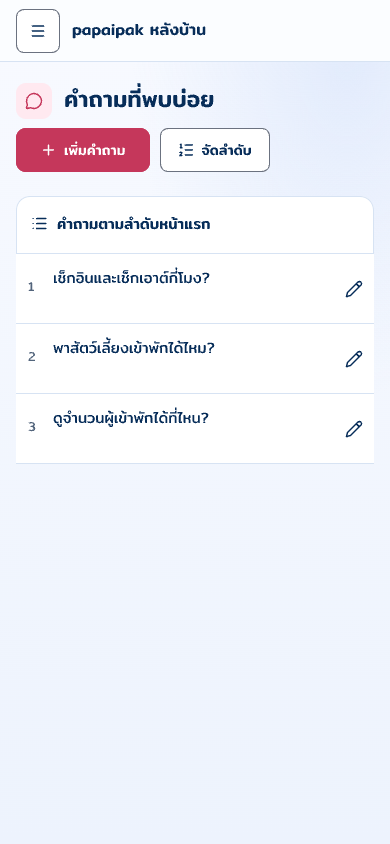 papaipak หลังบ้าน
คำถามที่พบบ่อย
เพิ่มคำถาม
จัดลำดับ
คำถามตามลำดับหน้าแรก
1 เช็กอินและเช็กเอาต์กี่โมง?
2 พาสัตว์เลี้ยงเข้าพักได้ไหม?
3 ดูจำนวนผู้เข้าพักได้ที่ไหน?